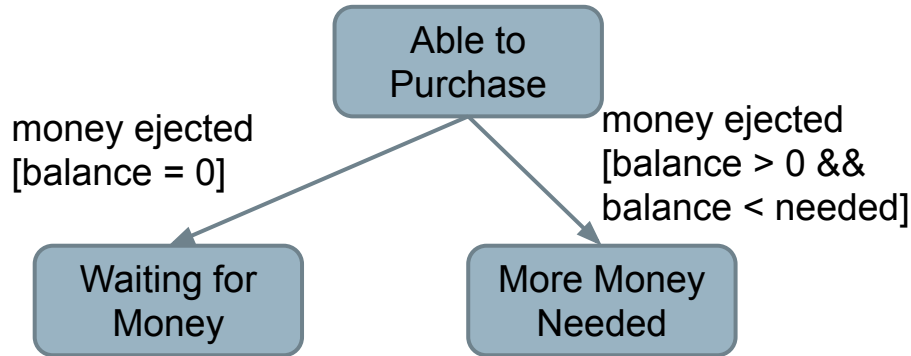 Able to
Purchase
money ejected
[balance = 0]
money ejected
[balance > 0 &&
balance < needed]
Waiting for
Money
More Money
Needed